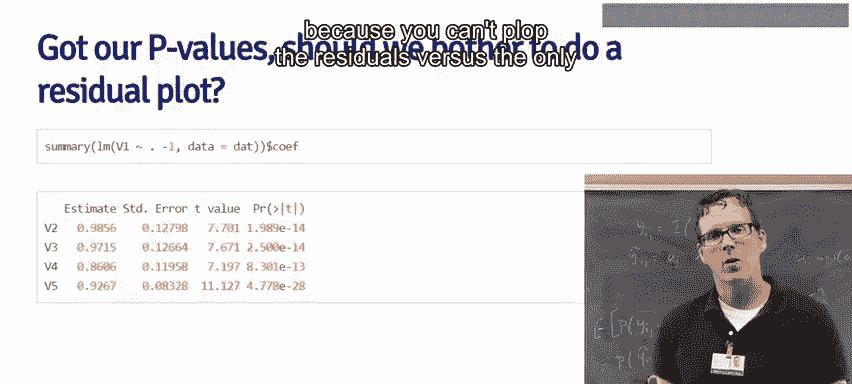 because you can't plop
the residuals versus the only
Got our P-values, should we bother to do a
residual plot?
summary(lm(V1 ~ . -1, data = dat))$coef
Estimate Std. Error t value Pr(>|t|)
V2 0.9856 0.12798 7.701 1.989e-14
V3 0.9715 0.12664 7.671 2.500e-14
V4 0.8606 0.11958 7.197 8.301e-13
V5 0.9267 0.08328 11.127 4.778e-28